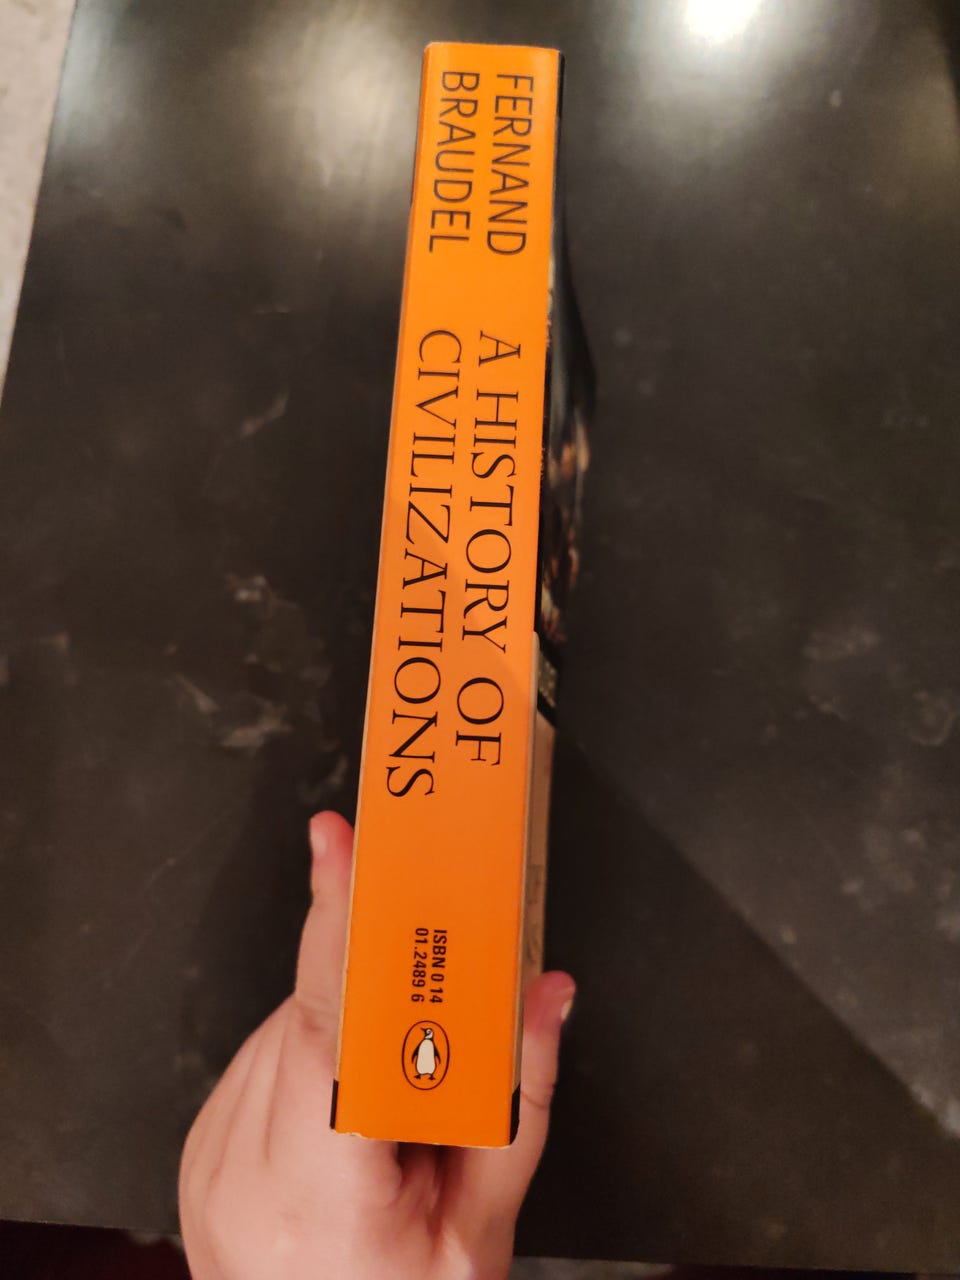 FERNAND
BRAUDEL
A HISTORY OF
CIVILIZATIONS
ISBN 0 14
01.2489 6